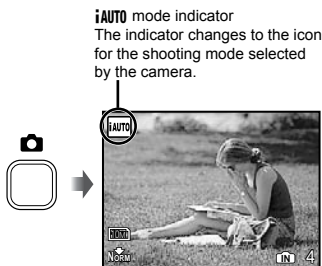 iAUTO mode indicator
The indicator changes to the icon
for the shooting mode selected
by the camera.
iAUTO
10M
NORM
IN 4